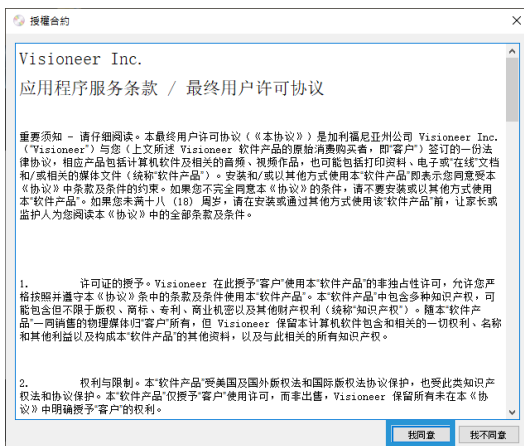 授權合約
Visioneer Inc.
应用程序服务条款 / 最终用户许可协议
重要须知 - 请仔细阅读。本最终用户许可协议（《本协议》）是加利福尼亚州公司 Visioneer Inc.
（"Visioneer"）与您（上文所述 Visioneer 软件产品的原始消费购买者，即"客户"）签订的一份法
律协议，相应产品包括计算机软件及相关的音频、视频作品，也可能包括打印资料、电子或"在线"文档
和/或相关的媒体文件（统称"软件产品"）。安装和/或以其他方式使用本"软件产品"即表示您同意受本
《协议》中条款及条件的约束。如果您不完全同意本《协议》的条件，请不要安装或以其他方式使用
本"软件产品"。如果您未满十八 (18) 周岁，请在安装或通过其他方式使用该"软件产品"前，让家长或
监护人为您阅读本《协议》中的全部条款及条件。
1. 许可证的授予。Visioneer 在此授予"客户"使用本"软件产品"的非独占性许可，允许您严
格按照并遵守本《协议》条中的条款及条件使用本"软件产品"。本"软件产品"中包含多种知识产权，可
能包含但不限于版权、商标、专利、商业机密以及其他财产权利（统称"知识产权"）。随本"软件产
品"一同销售的物理媒体归"客户"所有，但 Visioneer 保留本计算机软件包含和相关的一切权利、名称
和其他利益以及构成本"软件产品"的其他资料，以及与此相关的所有知识产权。
2. 权利与限制。本"软件产品"受美国及国外版权法和国际版权法协议保护，也受此类知识产
权法和协议保护。本"软件产品"仅授予"客户"使用许可，而非出售，Visioneer 保留所有未在本《协
议》中明确授予"客户"的权利。
我同意 我不同意